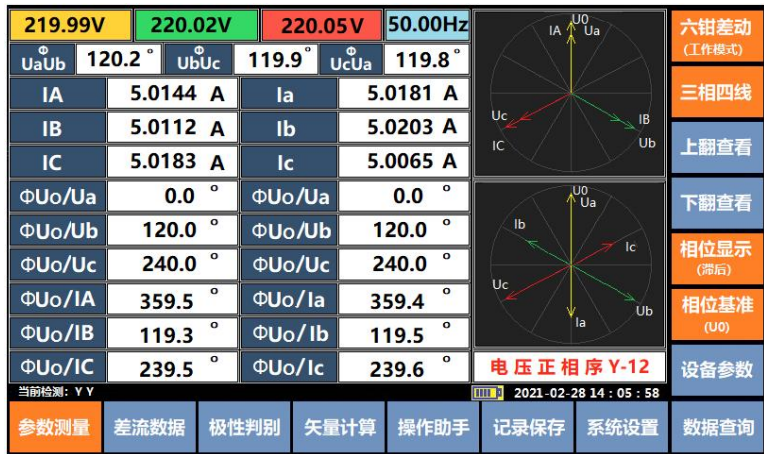 219.99V 220.02V 220.05V 50.00Hz
UaUb Φ 120.2° UbUc Φ 119.9° UcUa Φ 119.8°
IA 5.0144 A Ia 5.0181 A
IB 5.0112 A Ib 5.0203 A
IC 5.0183 A Ic 5.0065 A
ΦUo/Ua 0.0° ΦUo/Ua 0.0°
ΦUo/Ub 120.0° ΦUo/Ub 120.0°
ΦUo/Uc 240.0° ΦUo/Uc 240.0°
ΦUo/IA 359.5° ΦUo/Ia 359.4°
ΦUo/IB 119.3° ΦUo/Ib 119.5°
ΦUo/IC 239.5° ΦUo/Ic 239.6°
U0
IA Ua
Uc IB
IC Ub
U0
Ua
Ib
Ic
Uc
Ub
Ia
电压正相序 Y-12
六钳差动
(工作模式)
三相四线
上翻查看
下翻查看
相位显示
(滞后)
相位基准
(U0)
设备参数
当前检测: Y Y
2021-02-28 14:05:58
参数测量 差流数据 极性判别 矢量计算 操作助手 记录保存 系统设置 数据查询